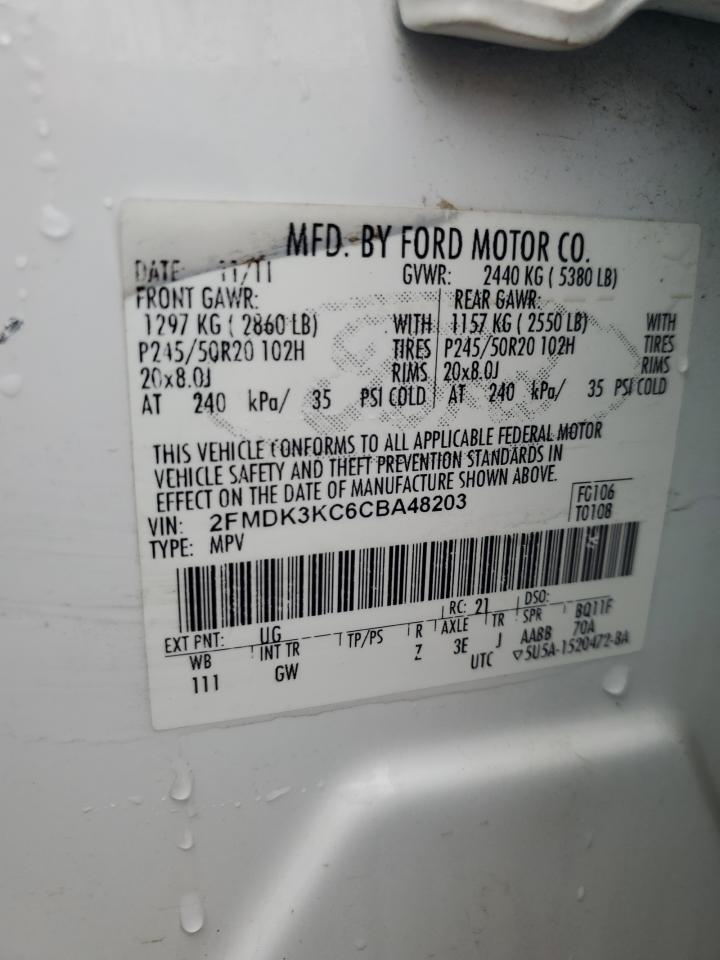 MFD. BY FORD MOTOR CO.
DATE: 11/11 GVWR: 2440 KG ( 5380 LB)
FRONT GAWR: REAR GAWR:
1297 KG ( 2860 LB) WITH 1157 KG ( 2550 LB) WITH
P245/50R20 102H TIRES P245/50R20 102H TIRES
20x8.0J RIMS 20x8.0J RIMS
AT 240 kPa/ 35 PSI COLD AT 240 kPa/ 35 PSI COLD
THIS VEHICLE CONFORMS TO ALL APPLICABLE FEDERAL MOTOR
VEHICLE SAFETY AND THEFT PREVENTION STANDARDS IN
EFFECT ON THE DATE OF MANUFACTURE SHOWN ABOVE.
VIN: 2FMDK3KC6CBA48203 FG106
TYPE: MPV T0108
EXT PNT: UG RC: 21 DSO:
WB INT TR TP/PS R AXLE TR SPR BQ11F
111 GW Z 3E J AABB 70A
UTC ▽5U5A-1520472-BA